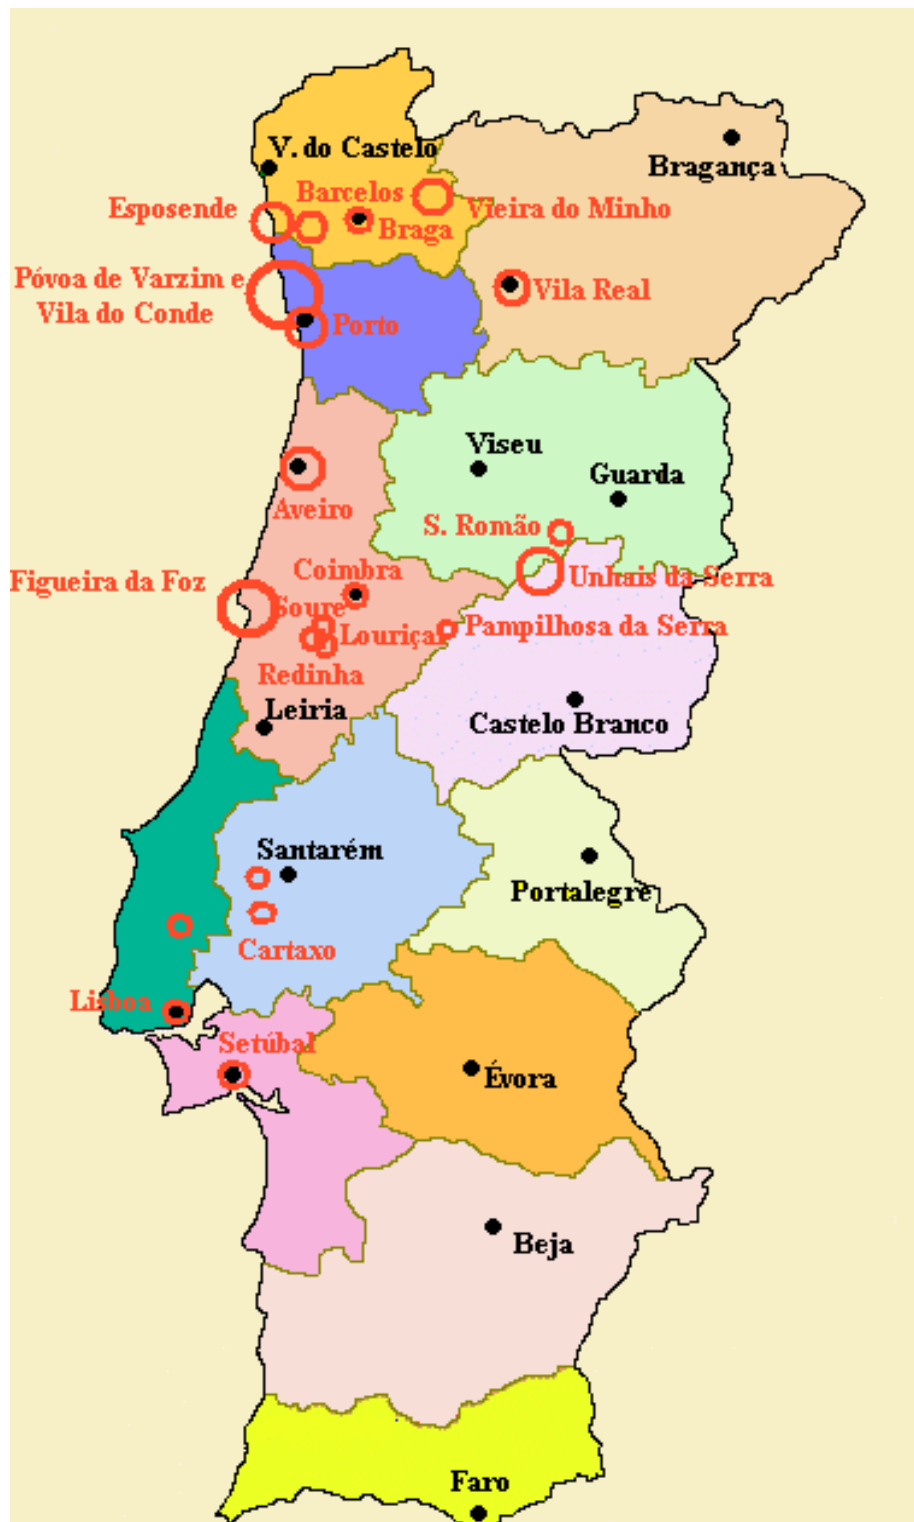 V. do Castelo
Bragança
Barcelos
Esposende
Vieira do Minho
Braga
Póvoa de Varzim e
Vila do Conde
Vila Real
Porto
Viseu
Guarda
Aveiro
S. Romão
Figueira da Foz
Coimbra
Unhais da Serra
Soure
Louriçal
Pampilhosa da Serra
Redinha
Leiria
Castelo Branco
Santarém
Portalegre
Cartaxo
Lisboa
Setúbal
Évora
Beja
Faro